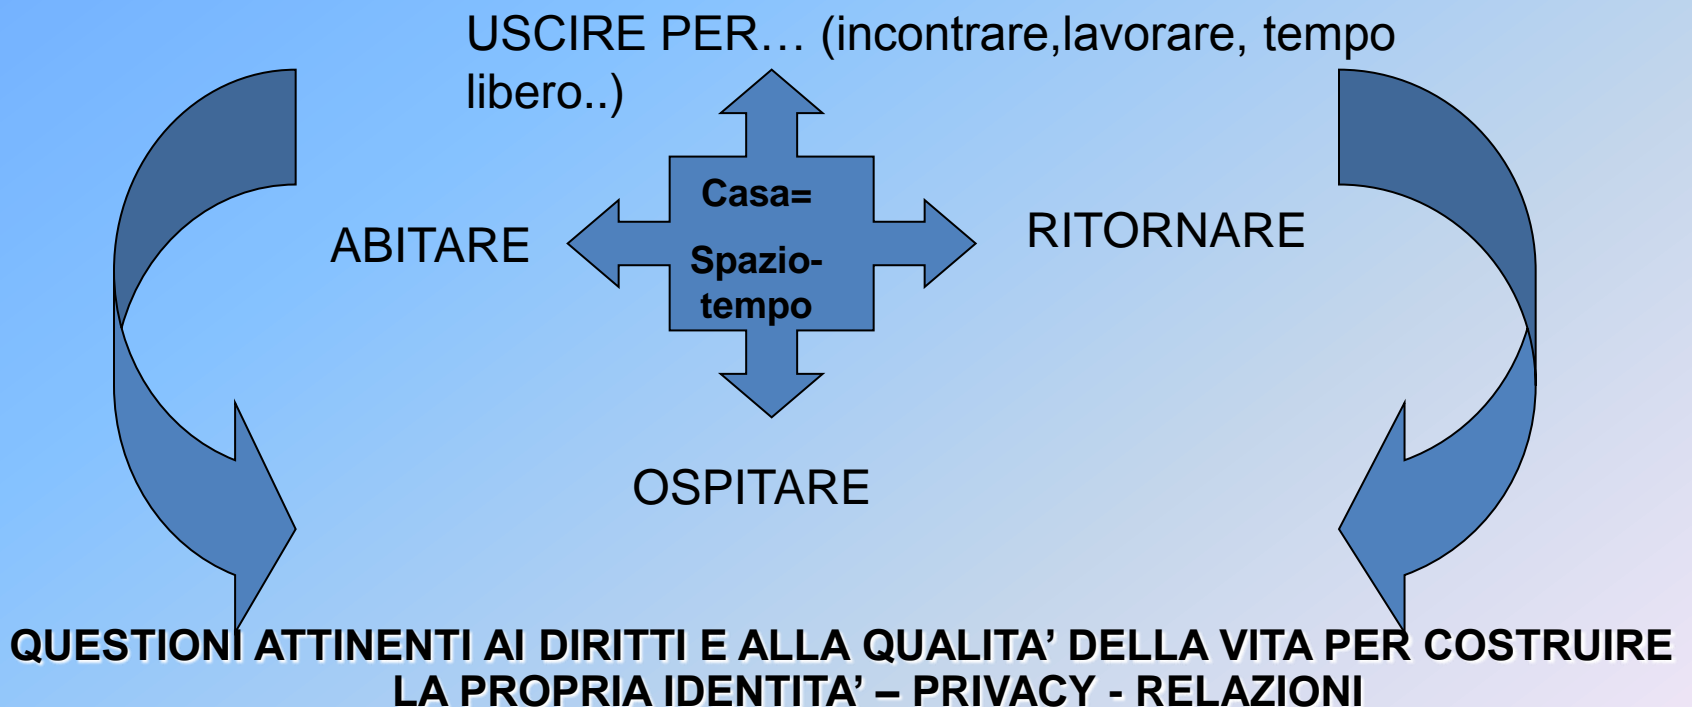 USCIRE PER… (incontrare,lavorare, tempo
libero..)
Casa=
Spazio-
tempo
ABITARE
RITORNARE
OSPITARE
QUESTIONI ATTINENTI AI DIRITTI E ALLA QUALITA’ DELLA VITA PER COSTRUIRE
LA PROPRIA IDENTITA’ – PRIVACY - RELAZIONI